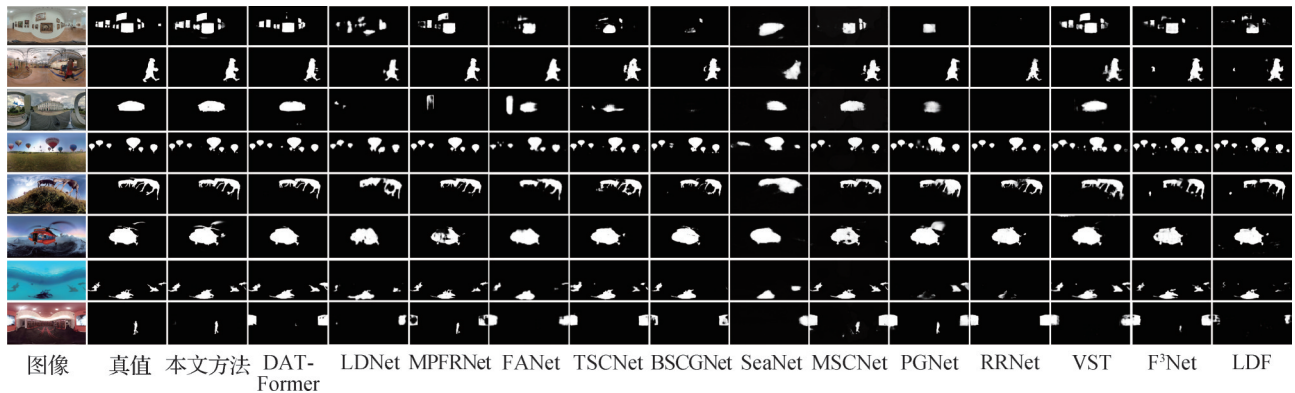 图像 真值 本文方法 DAT- LDNet MPFRNet FANet TSCNet BSCGNet SeaNet MSCNet PGNet RRNet VST F³Net LDF
Former